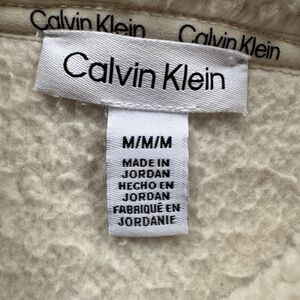 Calvin Klein Calvin Klein
Calvin Klein
M/M/M
MADE IN
JORDAN
HECHO EN
JORDAN
FABRIQUÉ EN
JORDANIE